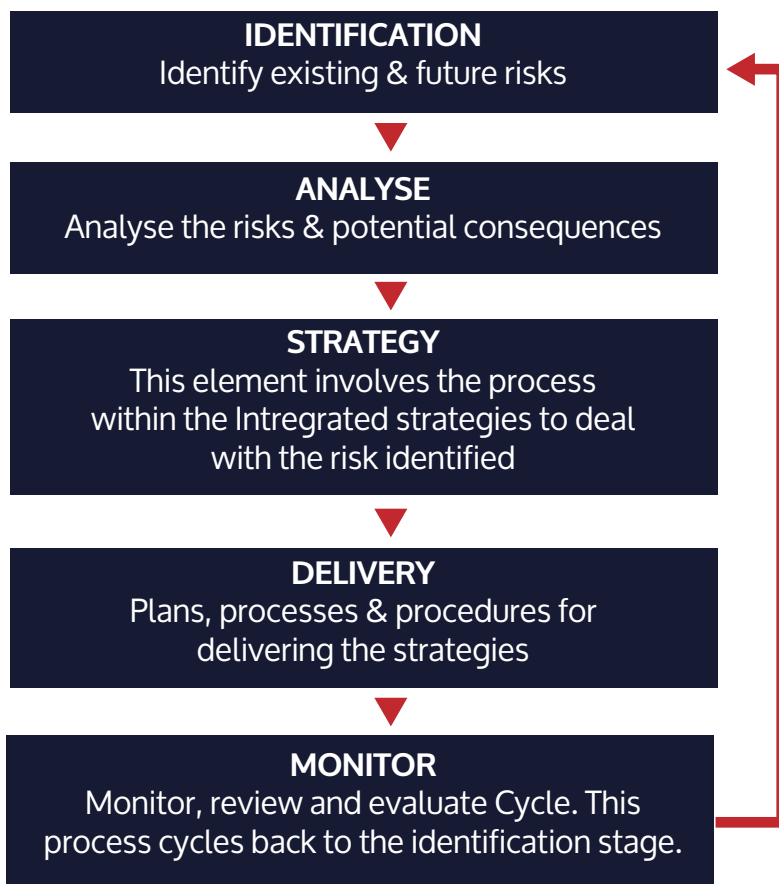 IDENTIFICATION
Identify existing & future risks
ANALYSE
Analyse the risks & potential consequences
STRATEGY
This element involves the process
within the Intregrated strategies to deal
with the risk identified
DELIVERY
Plans, processes & procedures for
delivering the strategies
MONITOR
Monitor, review and evaluate Cycle. This
process cycles back to the identification stage.